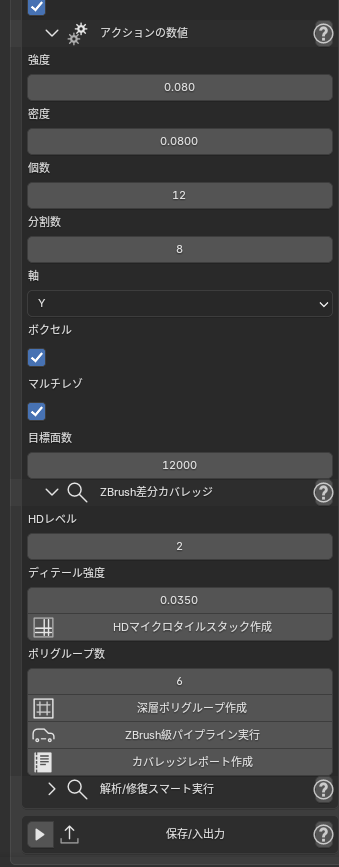 アクションの数値
強度
0.080
密度
0.0800
個数
12
分割数
8
軸
Y
ボクセル
マルチレゾ
目標面数
12000
ZBrush差分カバレッジ
HDレベル
2
ディテール強度
0.0350
HDマイクロタイルスタック作成
ポリグループ数
6
深層ポリグループ作成
ZBrush級パイプライン実行
カバレッジレポート作成
解析/修復スマート実行
保存/入出力